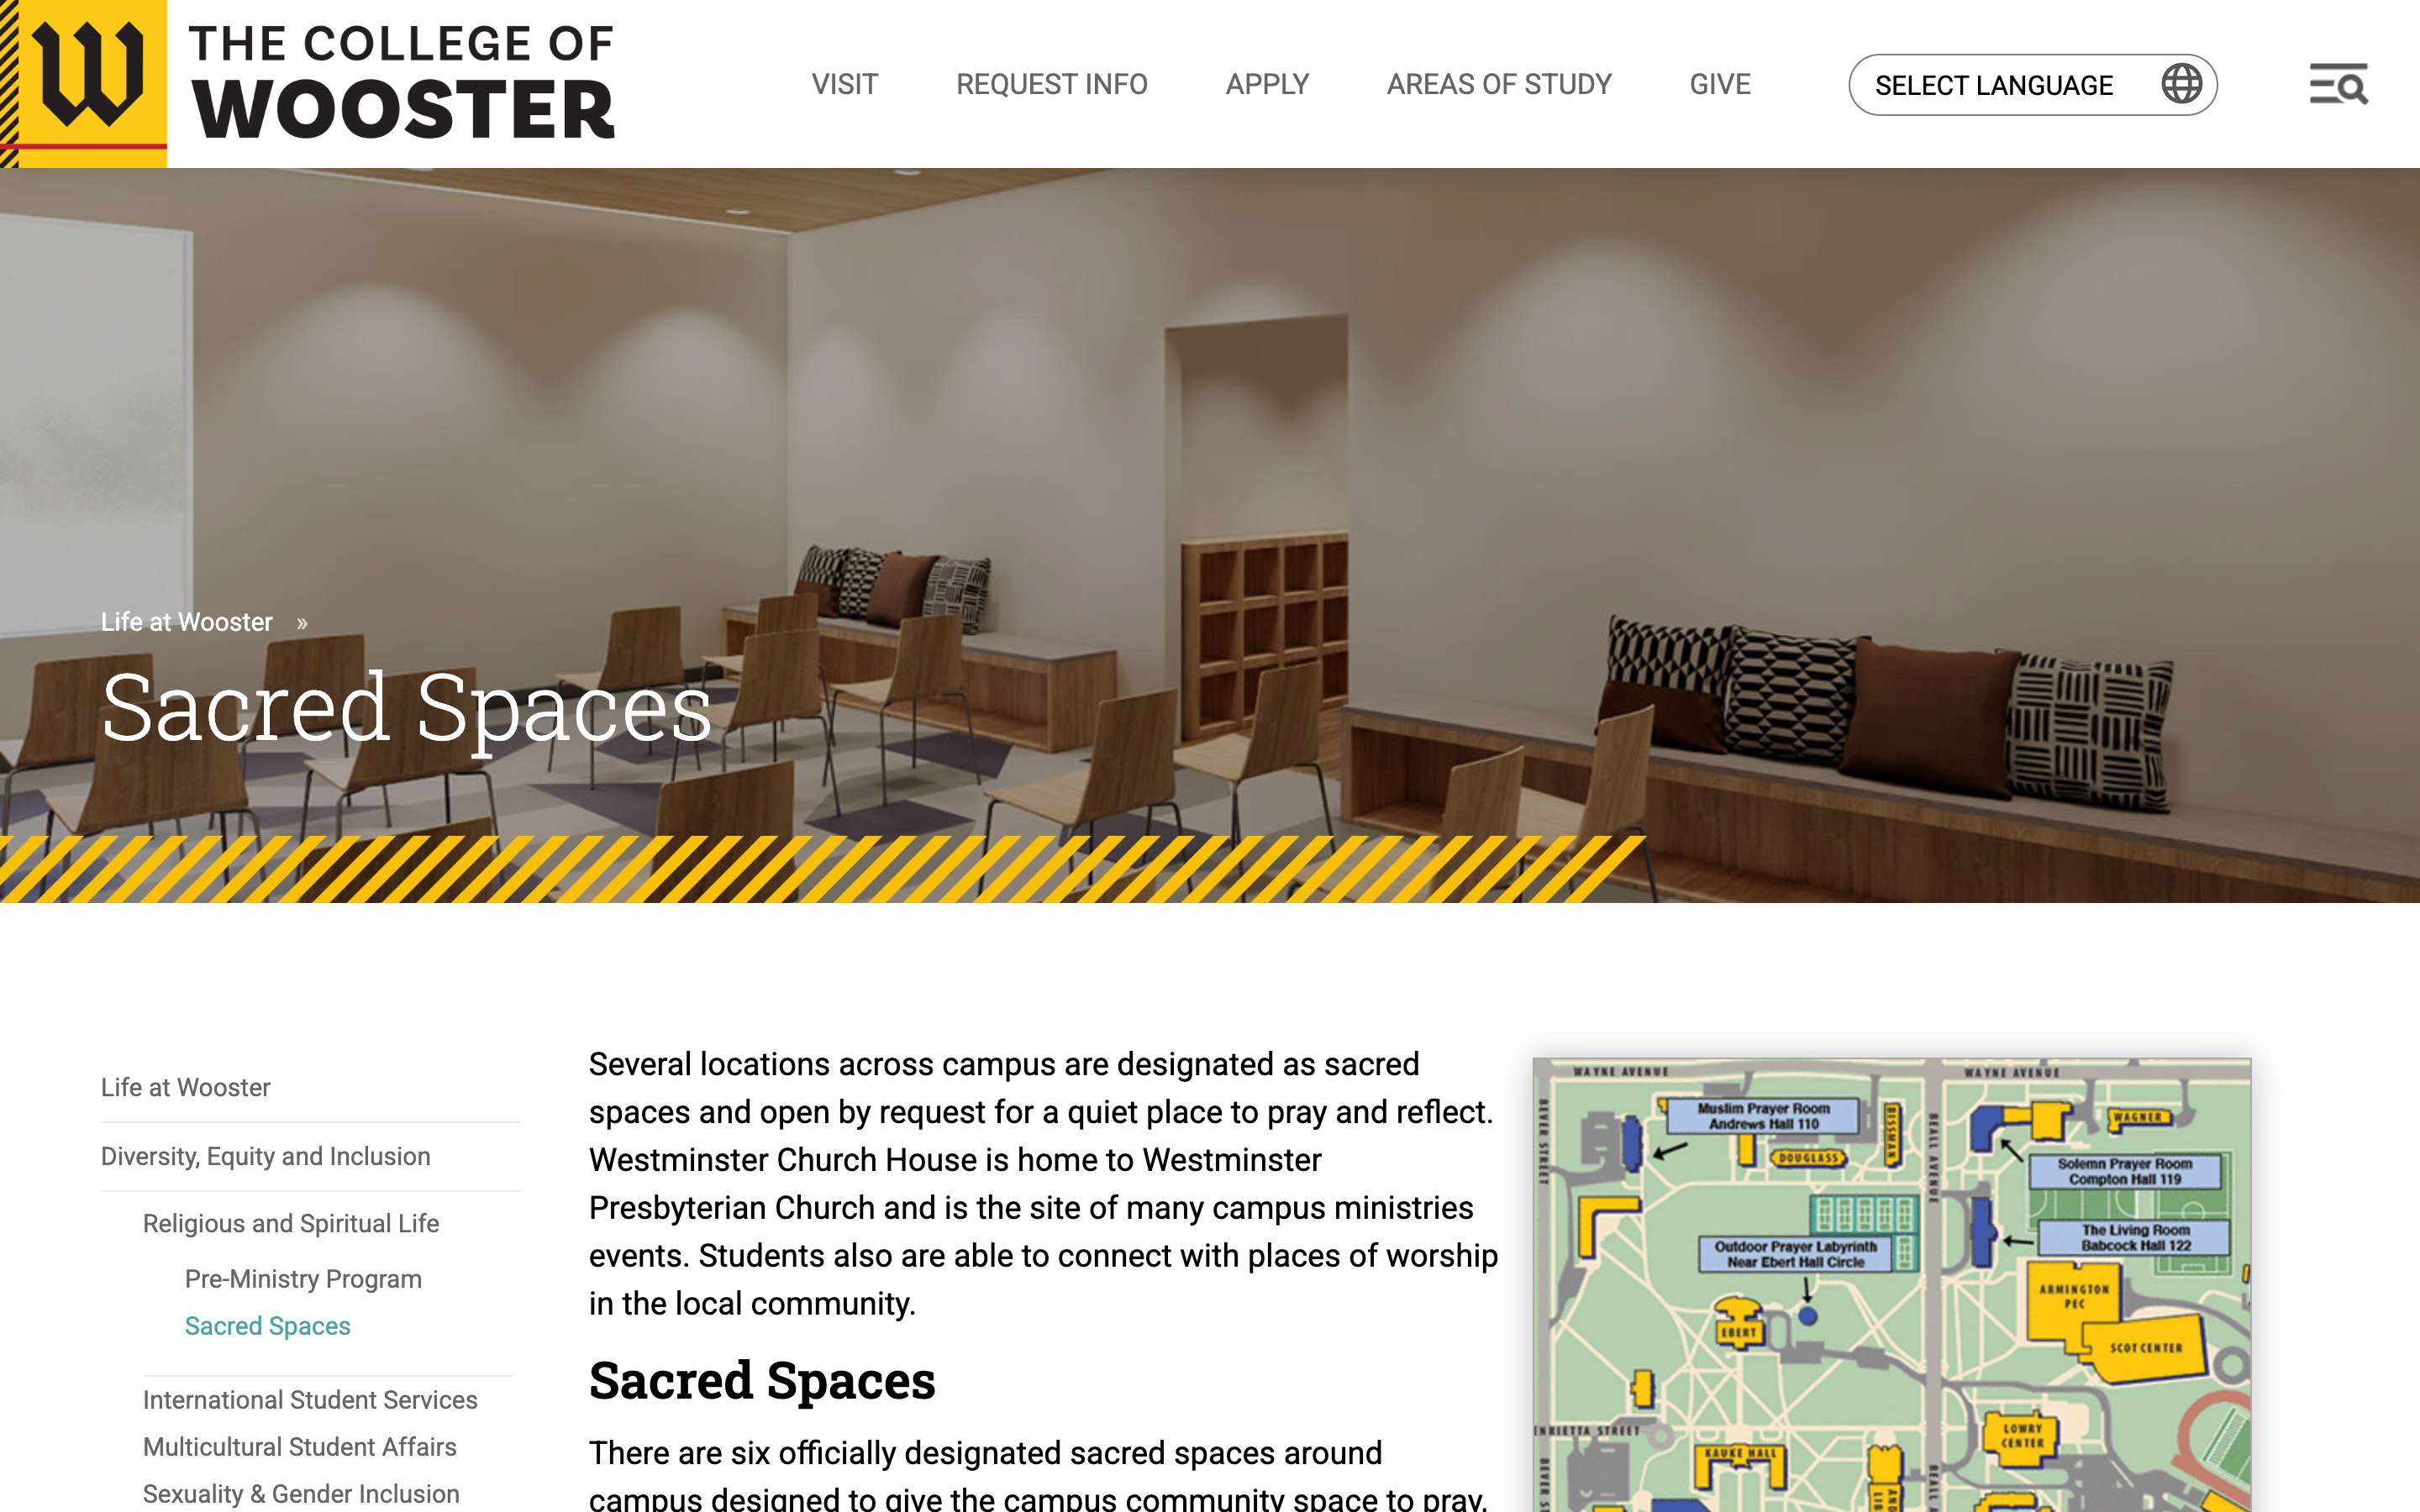 THE COLLEGE OF
WOOSTER
VISIT
REQUEST INFO
APPLY
AREAS OF STUDY
GIVE
SELECT LANGUAGE
Life at Wooster »
Sacred Spaces
Life at Wooster
Diversity, Equity and Inclusion
Religious and Spiritual Life
Pre-Ministry Program
Sacred Spaces
International Student Services
Multicultural Student Affairs
Sexuality & Gender Inclusion
Several locations across campus are designated as sacred
spaces and open by request for a quiet place to pray and reflect.
Westminster Church House is home to Westminster
Presbyterian Church and is the site of many campus ministries
events. Students also are able to connect with places of worship
in the local community.
Sacred Spaces
There are six officially designated sacred spaces around
campus designed to give the campus community space to pray,
WAYNE AVENUE
WAYNE AVENUE
BEVER STREET
Muslim Prayer Room
Andrews Hall 110
BISSMAN
BEALL AVENUE
WAGNER
DOUGLASS
Solemn Prayer Room
Compton Hall 119
The Living Room
Babcock Hall 122
Outdoor Prayer Labyrinth
Near Ebert Hall Circle
ARMINGTON
PEC
EBERT
SCOT CENTER
ENRIETTA STREET
LOWRY
CENTER
KAUKE HALL